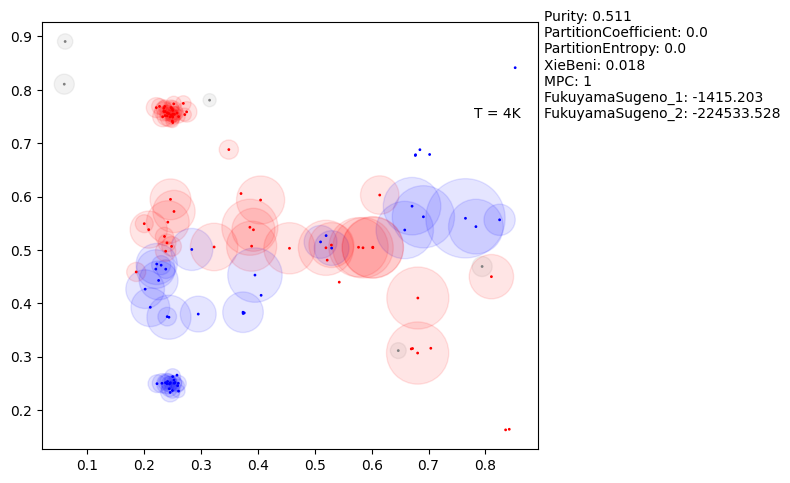 Purity: 0.511
PartitionCoefficient: 0.0
PartitionEntropy: 0.0
XieBeni: 0.018
MPC: 1
FukuyamaSugeno_1: -1415.203
FukuyamaSugeno_2: -224533.528
T = 4K
0.9
0.8
0.7
0.6
0.5
0.4
0.3
0.2
0.1 0.2 0.3 0.4 0.5 0.6 0.7 0.8